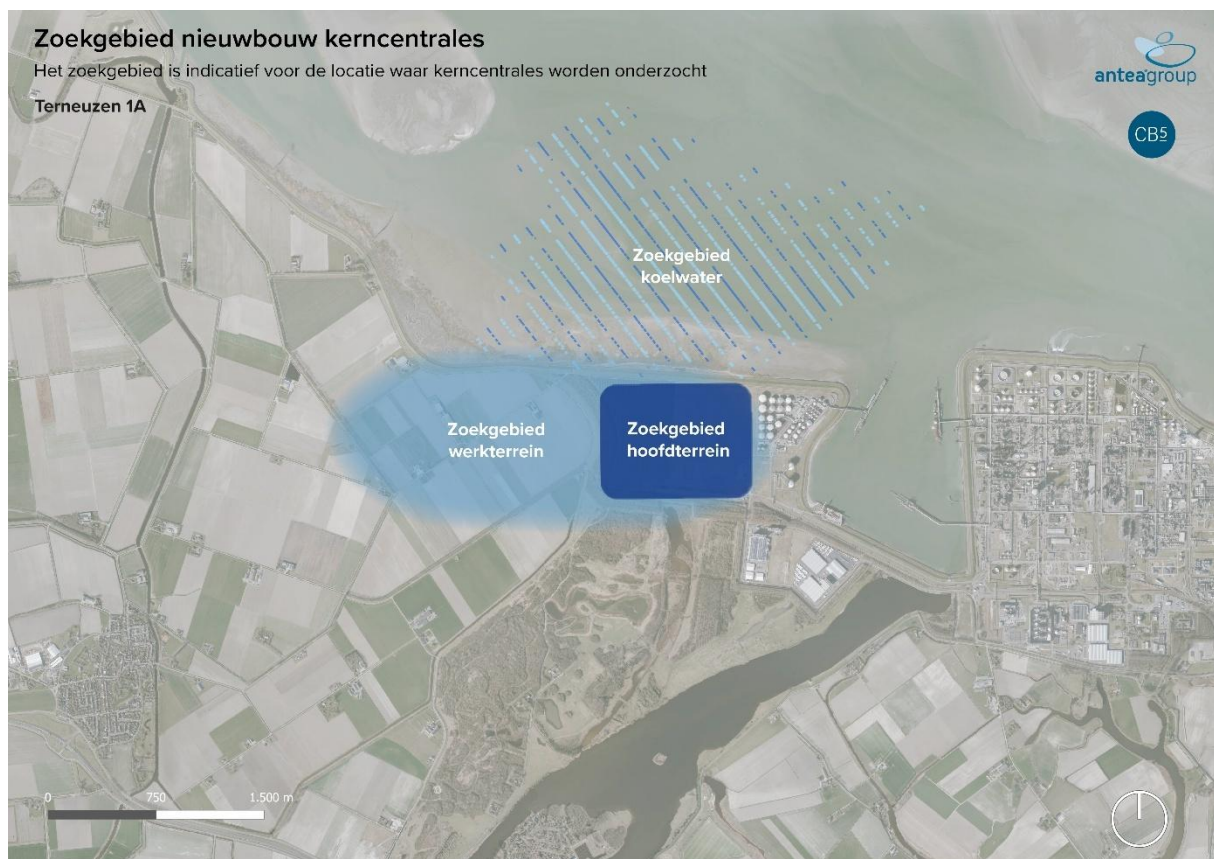 Zoekgebied nieuwbouw kerncentrales
Het zoekgebied is indicatief voor de locatie waar kerncentrales worden onderzocht
Terneuzen 1A
anteagroup
CB5
Zoekgebied
koelwater
Zoekgebied
werkterrein
Zoekgebied
hoofdterrein
0 750 1.500 m